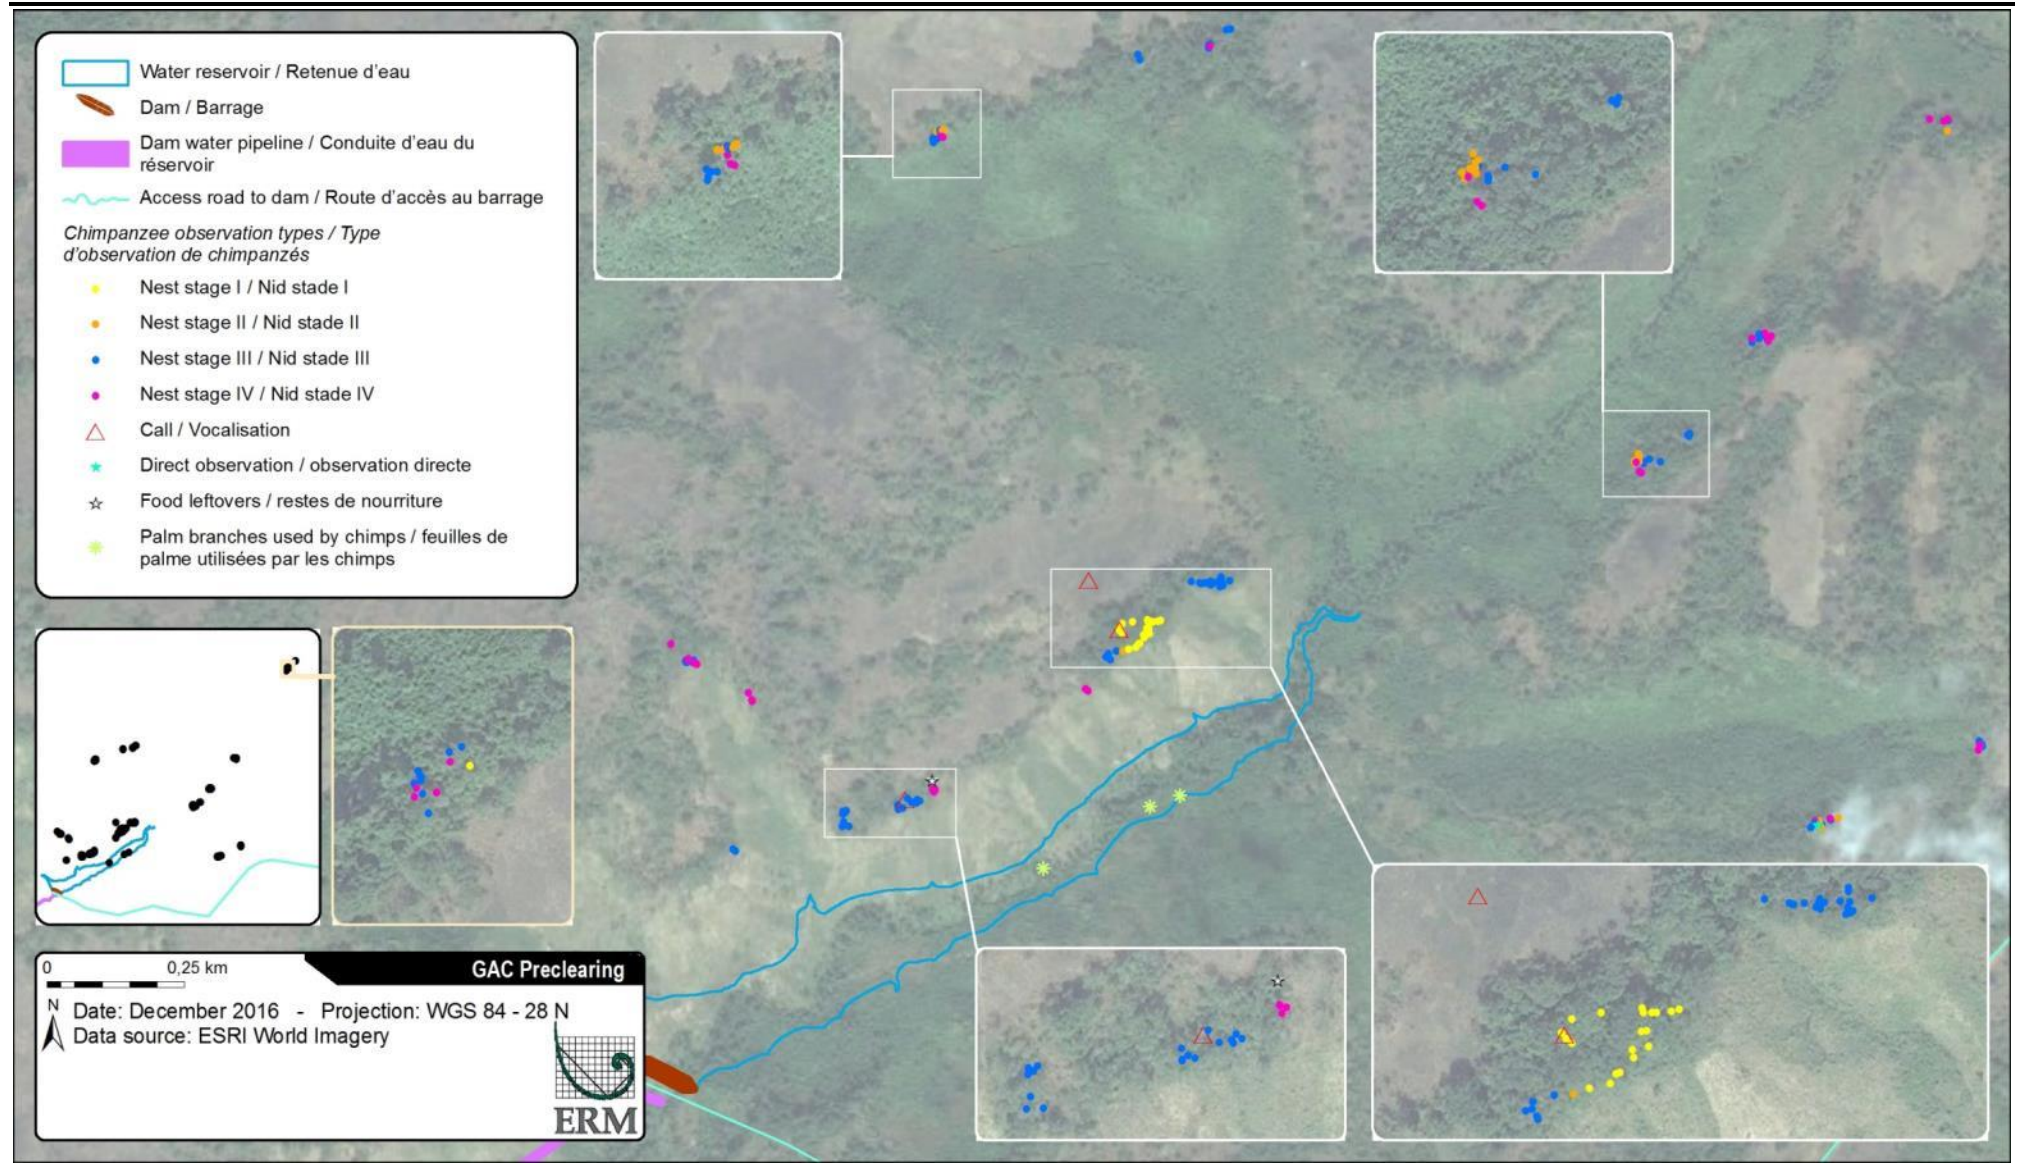 Water reservoir / Retenue d'eau
Dam / Barrage
Dam water pipeline / Conduite d'eau du
réservoir
Access road to dam / Route d'accès au barrage
Chimpanzee observation types / Type
d'observation de chimpanzés
Nest stage I / Nid stade I
Nest stage II / Nid stade II
Nest stage III / Nid stade III
Nest stage IV / Nid stade IV
Call / Vocalisation
Direct observation / observation directe
Food leftovers / restes de nourriture
Palm branches used by chimps / feuilles de
palme utilisées par les chimps
0 0,25 km
GAC Preclearing
N
Date: December 2016 - Projection: WGS 84 - 28 N
Data source: ESRI World Imagery
ERM